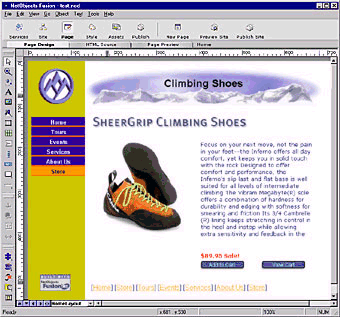 NetObjects Fusion - test.nod
File Edit View Go Object Text Tools Help
Services Site Page Style Assets Publish New Page Preview Site Publish Site
Page Design HTML Source Page Preview Home
Climbing Shoes
Home
Tours
Events
Services
About Us
Store
SHEERGRIP CLIMBING SHOES
Focus on your next move, not the pain
in your foot--the Inferno offers all day
comfort, yet keeps you in solid touch
with the rock. Designed to offer
comfort and performance, the
Inferno's slip last and flat base is well
suited for all levels of intermediate
climbing. The Vibram Megabyte(c) sole
offers a combination of hardness for
durability and edging with softness for
smearing and friction. Its 3/4 Cambrelle
(r) lining keeps stretching in control in
the heel and instep while allowing
extra sensitivity and feedback in the
$89.95 Sale!
Add to Cart View Cart
[Home] [Store] [Tours] [Events] [Services] [About Us] [Store]
NetObjects
Fusion
Ready 100% NUM